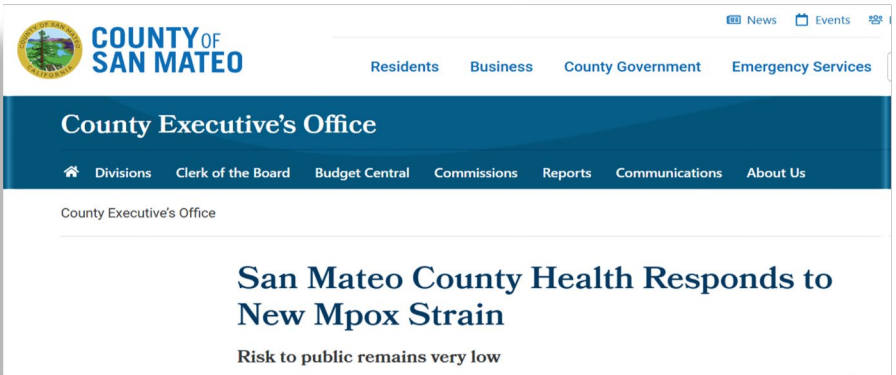 News Events
COUNTY OF
SAN MATEO
Residents Business County Government Emergency Services
County Executive's Office
Divisions Clerk of the Board Budget Central Commissions Reports Communications About Us
County Executive's Office
San Mateo County Health Responds to
New Mpox Strain
Risk to public remains very low